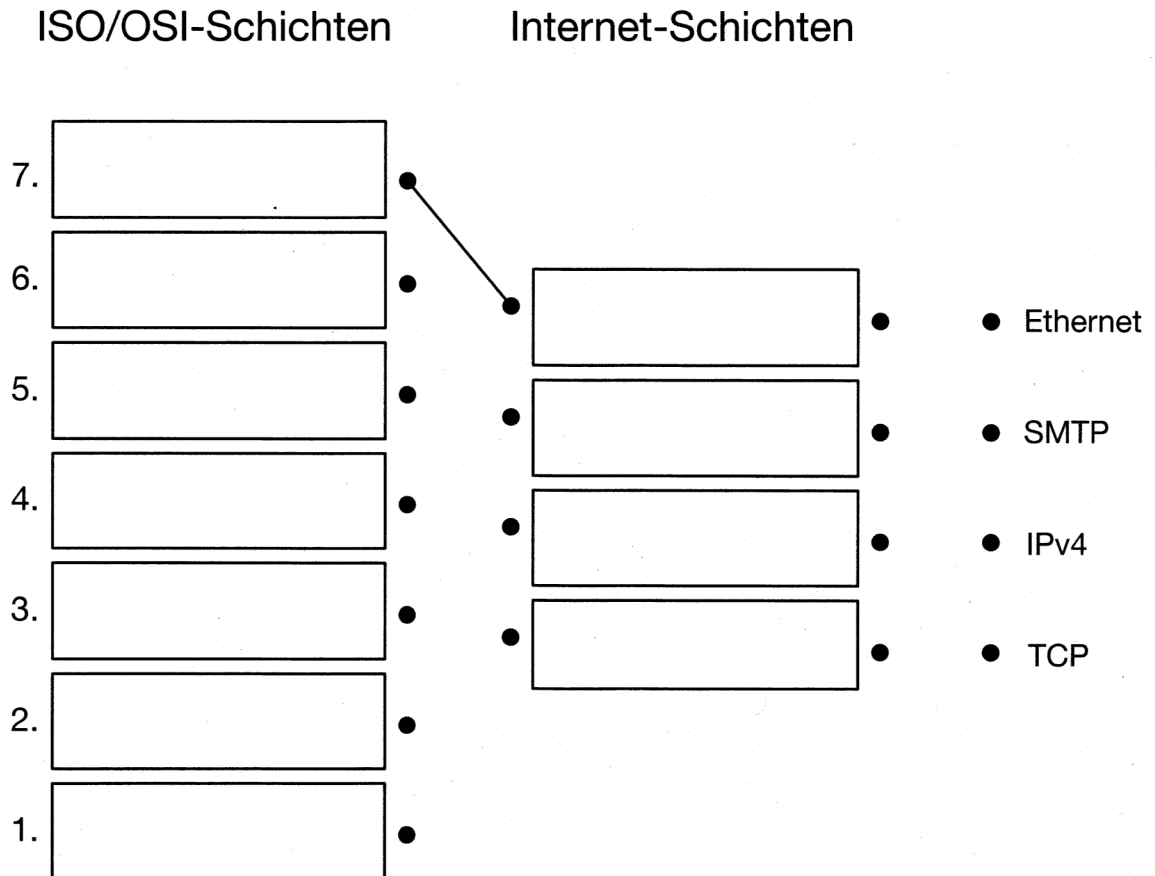 ISO/OSI-Schichten
Internet-Schichten
7.
6.
5.
4.
3.
2.
1.
Ethernet
SMTP
IPv4
TCP